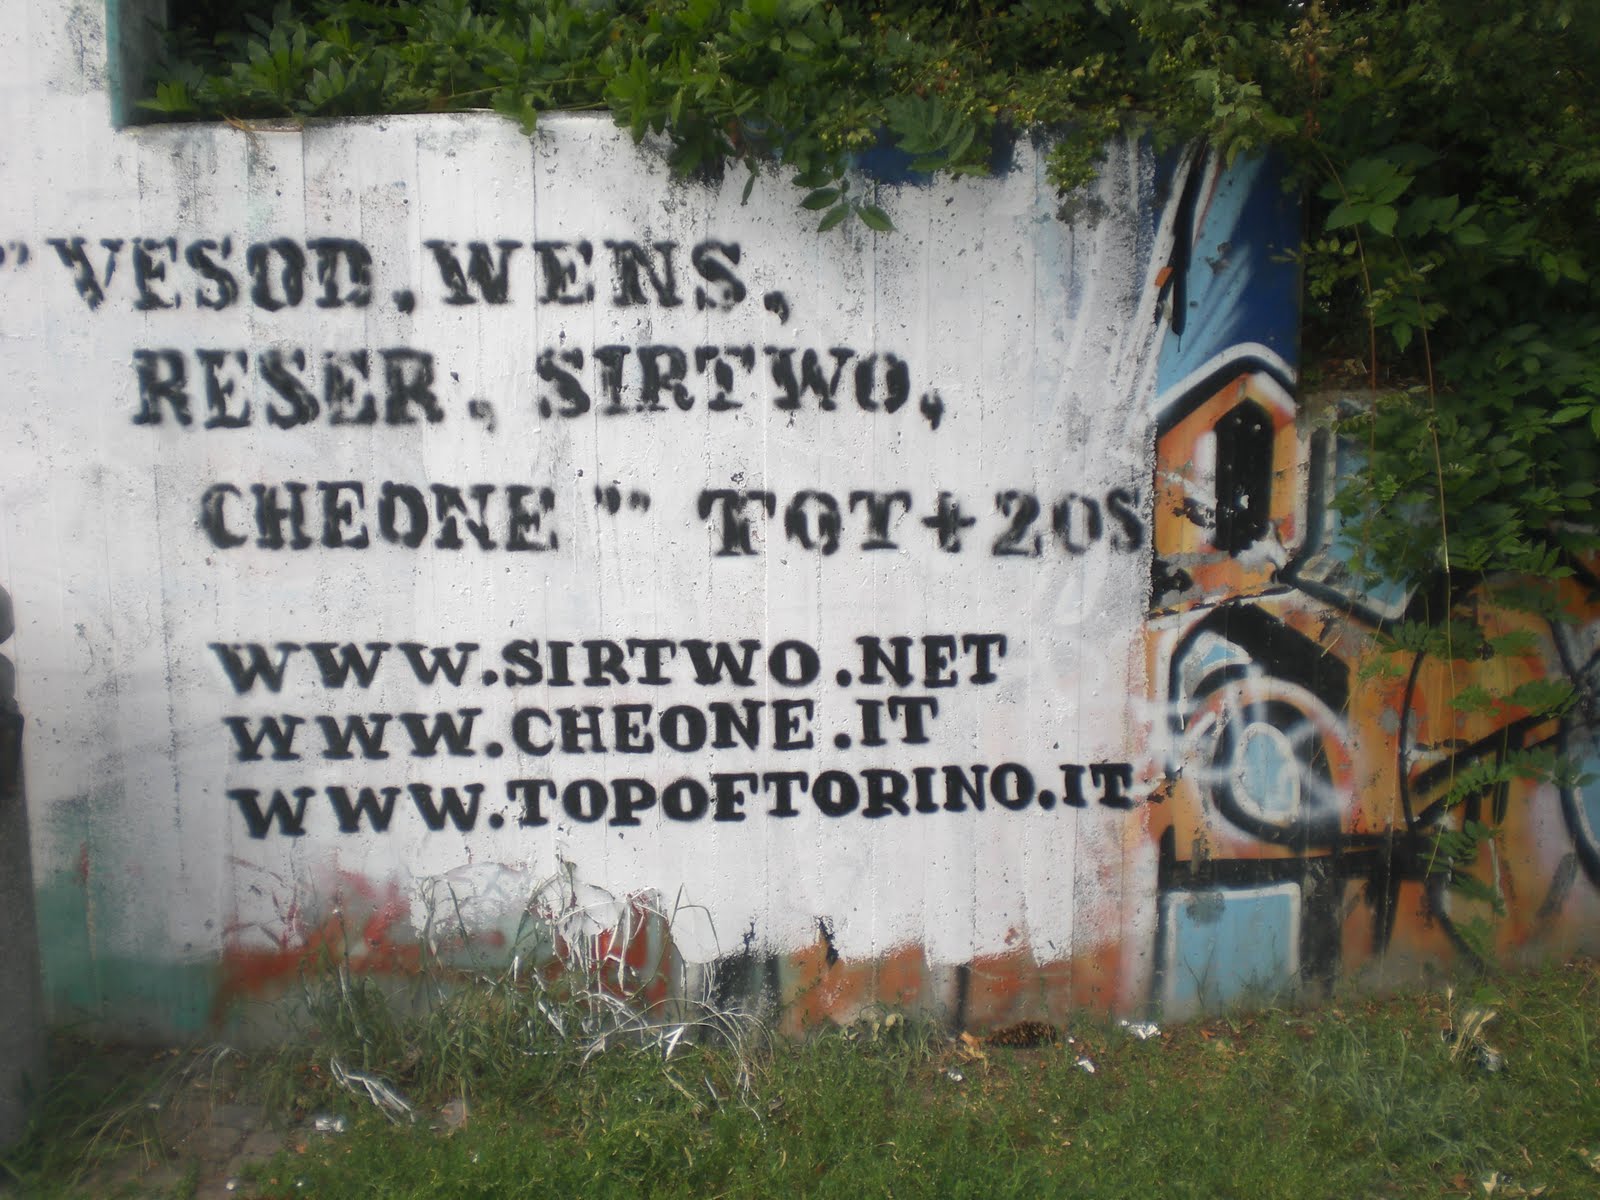 "VESOD, WENS,
RESER, SIRTWO,
CHEONE" TOT+20S
WWW.SIRTWO.NET
WWW.CHEONE.IT
WWW.TOPOFTORINO.IT